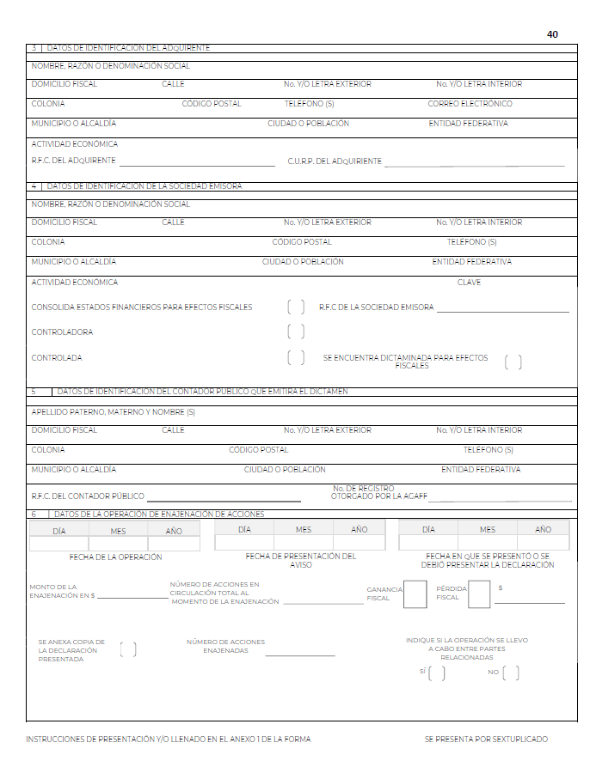 40
3 | DATOS DE IDENTIFICACIÓN DEL ADQUIRENTE
NOMBRE, RAZÓN O DENOMINACIÓN SOCIAL
DOMICILIO FISCAL CALLE No. Y/O LETRA EXTERIOR No. Y/O LETRA INTERIOR
COLONIA CÓDIGO POSTAL TELÉFONO (S) CORREO ELECTRÓNICO
MUNICIPIO O ALCALDÍA CIUDAD O POBLACIÓN ENTIDAD FEDERATIVA
ACTIVIDAD ECONÓMICA
R.F.C. DEL ADQUIRENTE C.U.R.P. DEL ADQUIRIENTE
4 | DATOS DE IDENTIFICACIÓN DE LA SOCIEDAD EMISORA
NOMBRE, RAZÓN O DENOMINACIÓN SOCIAL
DOMICILIO FISCAL CALLE No. Y/O LETRA EXTERIOR No. Y/O LETRA INTERIOR
COLONIA CÓDIGO POSTAL TELÉFONO (S)
MUNICIPIO O ALCALDÍA CIUDAD O POBLACIÓN ENTIDAD FEDERATIVA
ACTIVIDAD ECONÓMICA CLAVE
CONSOLIDA ESTADOS FINANCIEROS PARA EFECTOS FISCALES ( ) R.F.C DE LA SOCIEDAD EMISORA
CONTROLADORA ( )
CONTROLADA ( ) SE ENCUENTRA DICTAMINADA PARA EFECTOS
FISCALES ( )
5 | DATOS DE IDENTIFICACIÓN DEL CONTADOR PÚBLICO QUE EMITIRÁ EL DICTAMEN
APELLIDO PATERNO, MATERNO Y NOMBRE (S)
DOMICILIO FISCAL CALLE No. Y/O LETRA EXTERIOR No. Y/O LETRA INTERIOR
COLONIA CÓDIGO POSTAL TELÉFONO (S)
MUNICIPIO O ALCALDÍA CIUDAD O POBLACIÓN ENTIDAD FEDERATIVA
R.F.C. DEL CONTADOR PÚBLICO
No. DE REGISTRO
OTORGADO POR LA AGAFF
6 | DATOS DE LA OPERACIÓN DE ENAJENACIÓN DE ACCIONES
DÍA MES AÑO DÍA MES AÑO DÍA MES AÑO
FECHA DE LA OPERACIÓN
FECHA DE PRESENTACIÓN DEL
AVISO
FECHA EN QUE SE PRESENTÓ O SE
DEBIÓ PRESENTAR LA DECLARACIÓN
MONTO DE LA
ENAJENACIÓN EN $
NÚMERO DE ACCIONES EN
CIRCULACIÓN TOTAL AL
MOMENTO DE LA ENAJENACIÓN
GANANCIA
FISCAL
PÉRDIDA
FISCAL
$
SE ANEXA COPIA DE
LA DECLARACIÓN
PRESENTADA
( )
NÚMERO DE ACCIONES
ENAJENADAS
INDIQUE SI LA OPERACIÓN SE LLEVO
A CABO ENTRE PARTES
RELACIONADAS
SÍ ( ) NO ( )
INSTRUCCIONES DE PRESENTACIÓN Y/O LLENADO EN EL ANEXO 1 DE LA FORMA SE PRESENTA POR SEXTUPLICADO